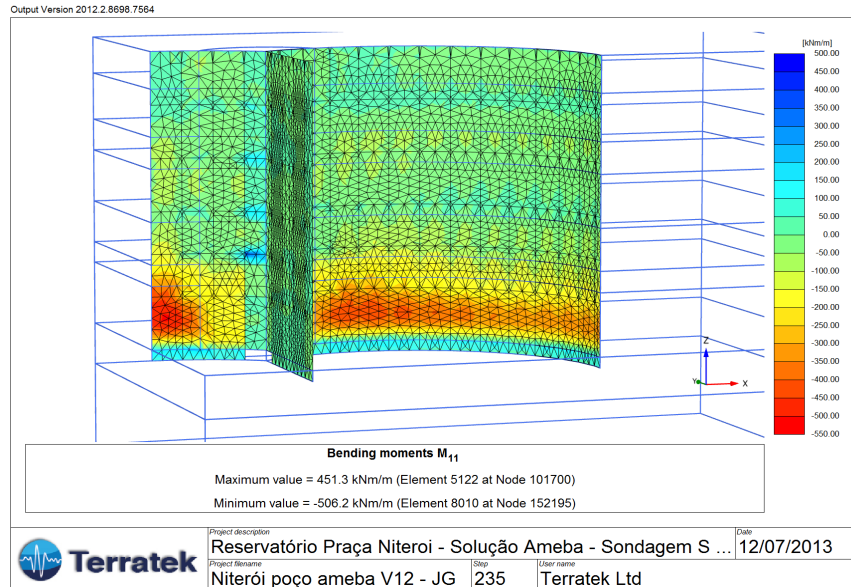 Output Version 2012.2.8698.7564
[kNm/m]
500.00
450.00
400.00
350.00
300.00
250.00
200.00
150.00
100.00
50.00
0.00
-50.00
-100.00
-150.00
-200.00
-250.00
-300.00
-350.00
-400.00
-450.00
-500.00
-550.00
Z
Y
X
Bending moments M11
Maximum value = 451.3 kNm/m (Element 5122 at Node 101700)
Minimum value = -506.2 kNm/m (Element 8010 at Node 152195)
Terratek
Project description
Reservatório Praça Niteroi - Solução Ameba - Sondagem S ...
Date
12/07/2013
Project filename
Niterói poço ameba V12 - JG
Step
235
User name
Terratek Ltd